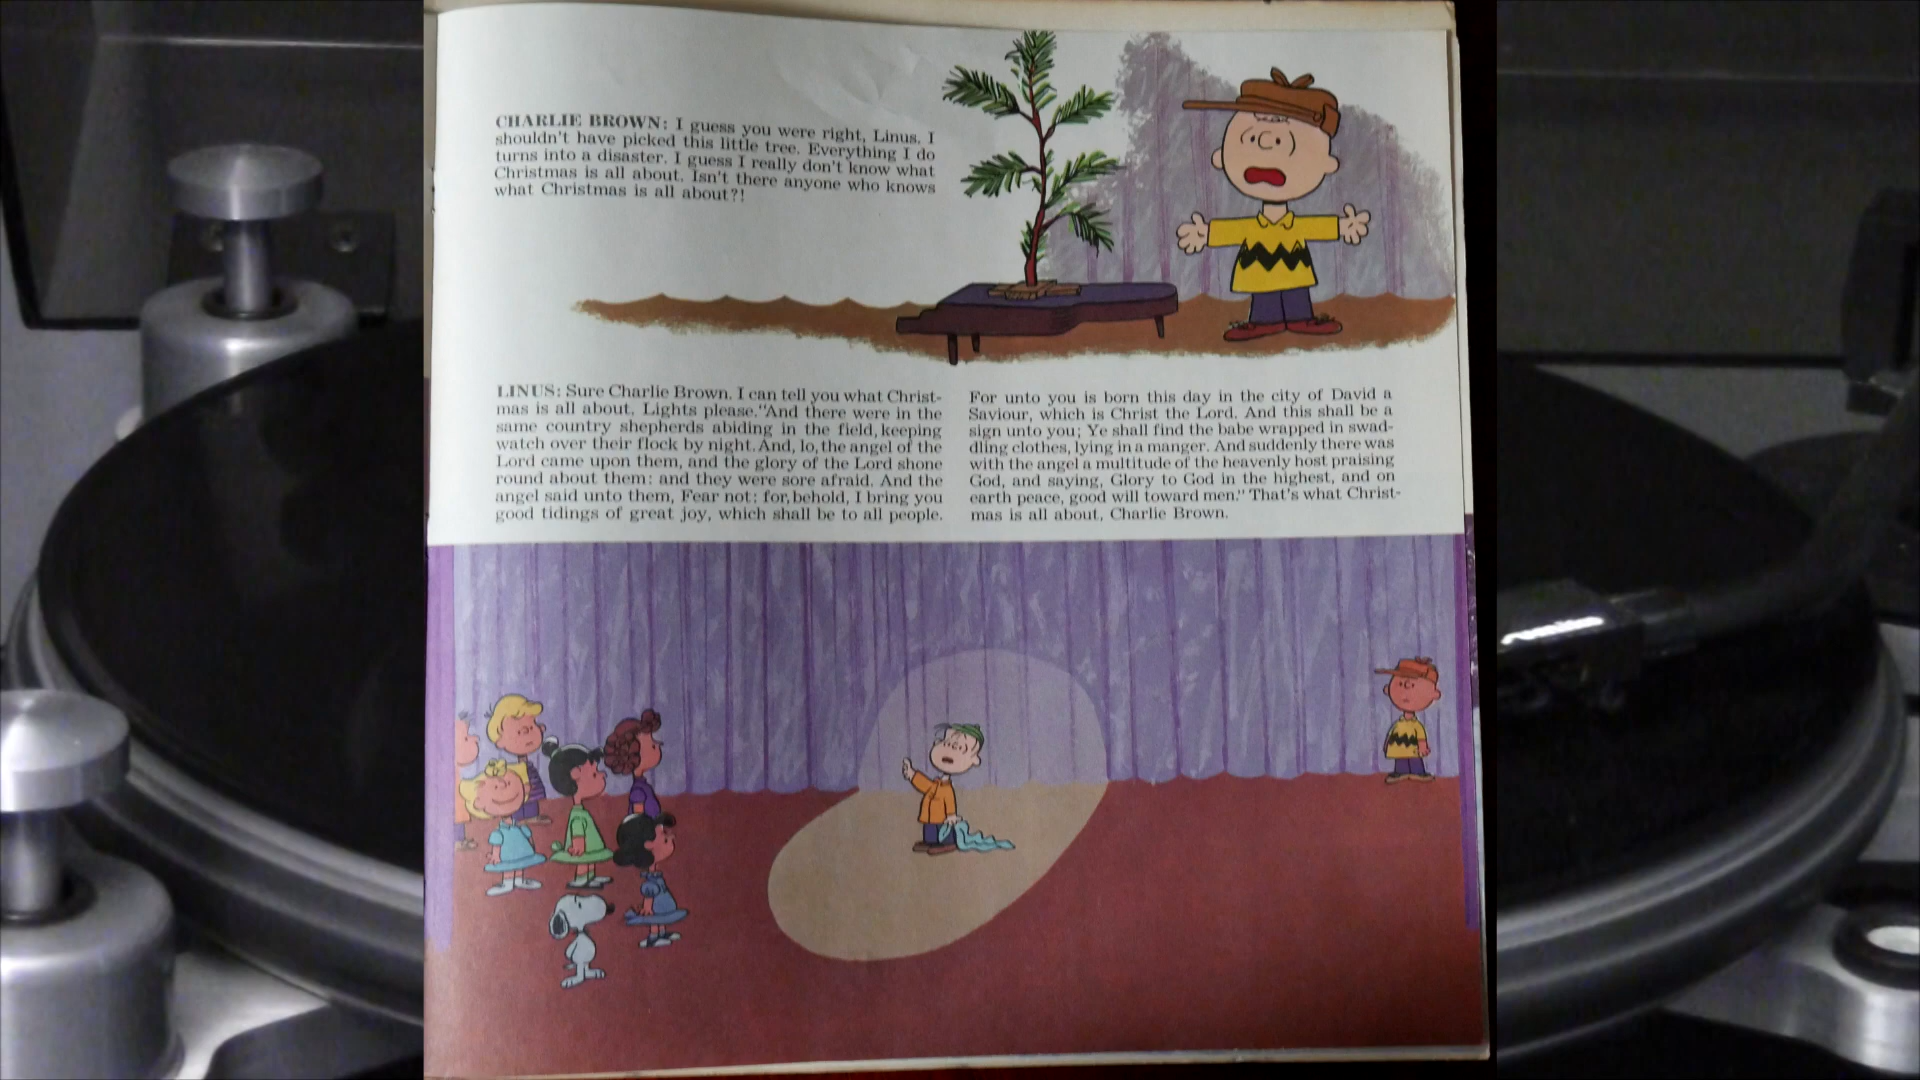 CHARLIE BROWN: I guess you were right, Linus. I
shouldn't have picked this little tree. Everything I do
turns into a disaster. I guess I really don't know what
Christmas is all about. Isn't there anyone who knows
what Christmas is all about?!
LINUS: Sure Charlie Brown. I can tell you what Christ-
mas is all about. Lights please. "And there were in the
same country shepherds abiding in the field, keeping
watch over their flock by night. And, lo, the angel of the
Lord came upon them, and the glory of the Lord shone
round about them: and they were sore afraid. And the
angel said unto them, Fear not: for, behold, I bring you
good tidings of great joy, which shall be to all people.
For unto you is born this day in the city of David a
Saviour, which is Christ the Lord. And this shall be a
sign unto you; Ye shall find the babe wrapped in swad-
dling clothes, lying in a manger. And suddenly there was
with the angel a multitude of the heavenly host praising
God, and saying, Glory to God in the highest, and on
earth peace, good will toward men." That's what Christ-
mas is all about, Charlie Brown.